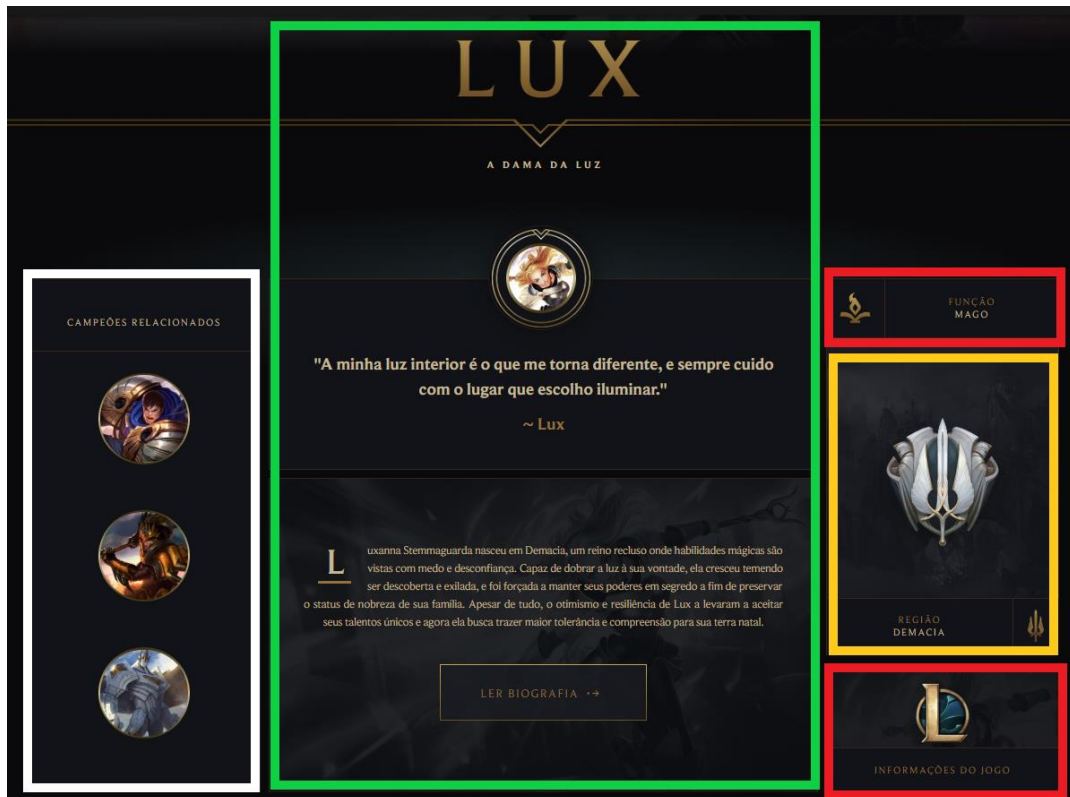 LUX
A DAMA DA LUZ
CAMPEÕES RELACIONADOS
"A minha luz interior é o que me torna diferente, e sempre cuido
com o lugar que escolho iluminar."
~ Lux
Luxanna Stemmaguarda nasceu em Demacia, um reino recluso onde habilidades mágicas são
vistas com medo e desconfiança. Capaz de dobrar a luz à sua vontade, ela cresceu temendo
ser descoberta e exilada, e foi forçada a manter seus poderes em segredo a fim de preservar
o status de nobreza de sua família. Apesar de tudo, o otimismo e resiliência de Lux a levaram a aceitar
seus talentos únicos e agora ela busca trazer maior tolerância e compreensão para sua terra natal.
LER BIOGRAFIA
FUNÇÃO
MAGO
REGIÃO
DEMACIA
INFORMAÇÕES DO JOGO